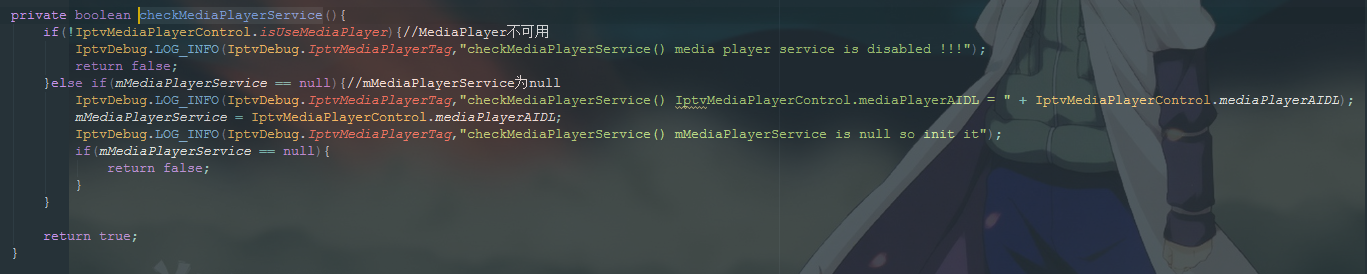 private boolean checkMediaPlayerService(){
if(!IptvMediaPlayerControl.isUseMediaPlayer){//MediaPlayer不可用
IptvDebug.LOG_INFO(IptvDebug.IptvMediaPlayerTag,"checkMediaPlayerService() media player service is disabled !!!");
return false;
}else if(mMediaPlayerService == null){//mMediaPlayerService为null
IptvDebug.LOG_INFO(IptvDebug.IptvMediaPlayerTag,"checkMediaPlayerService() IptvMediaPlayerControl.mediaPlayerAIDL = " + IptvMediaPlayerControl.mediaPlayerAIDL);
mMediaPlayerService = IptvMediaPlayerControl.mediaPlayerAIDL;
IptvDebug.LOG_INFO(IptvDebug.IptvMediaPlayerTag,"checkMediaPlayerService() mMediaPlayerService is null so init it");
if(mMediaPlayerService == null){
return false;
}
}
return true;
}